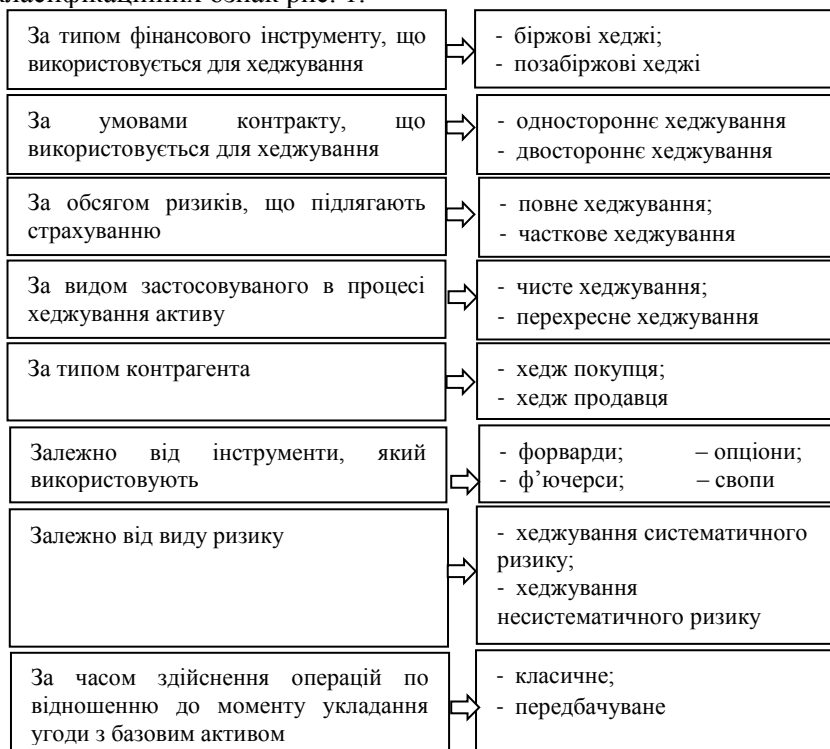 класифікаційних ознак рис. 1.
За типом фінансового інструменту, що
використовується для хеджування
- біржові хеджі;
- позабіржові хеджі
За умовами контракту, що
використовується для хеджування
- одностороннє хеджування
- двостороннє хеджування
За обсягом ризиків, що підлягають
страхуванню
- повне хеджування;
- часткове хеджування
За видом застосовуваного в процесі
хеджування активу
- чисте хеджування;
- перехресне хеджування
За типом контрагента
- хедж покупця;
- хедж продавця
Залежно від інструменти, який
використовують
- форварди; – опціони;
- ф’ючерси; – свопи
Залежно від виду ризику
- хеджування систематичного
ризику;
- хеджування
несистематичного ризику
За часом здійснення операцій по
відношенню до моменту укладання
угоди з базовим активом
- класичне;
- передбачуване